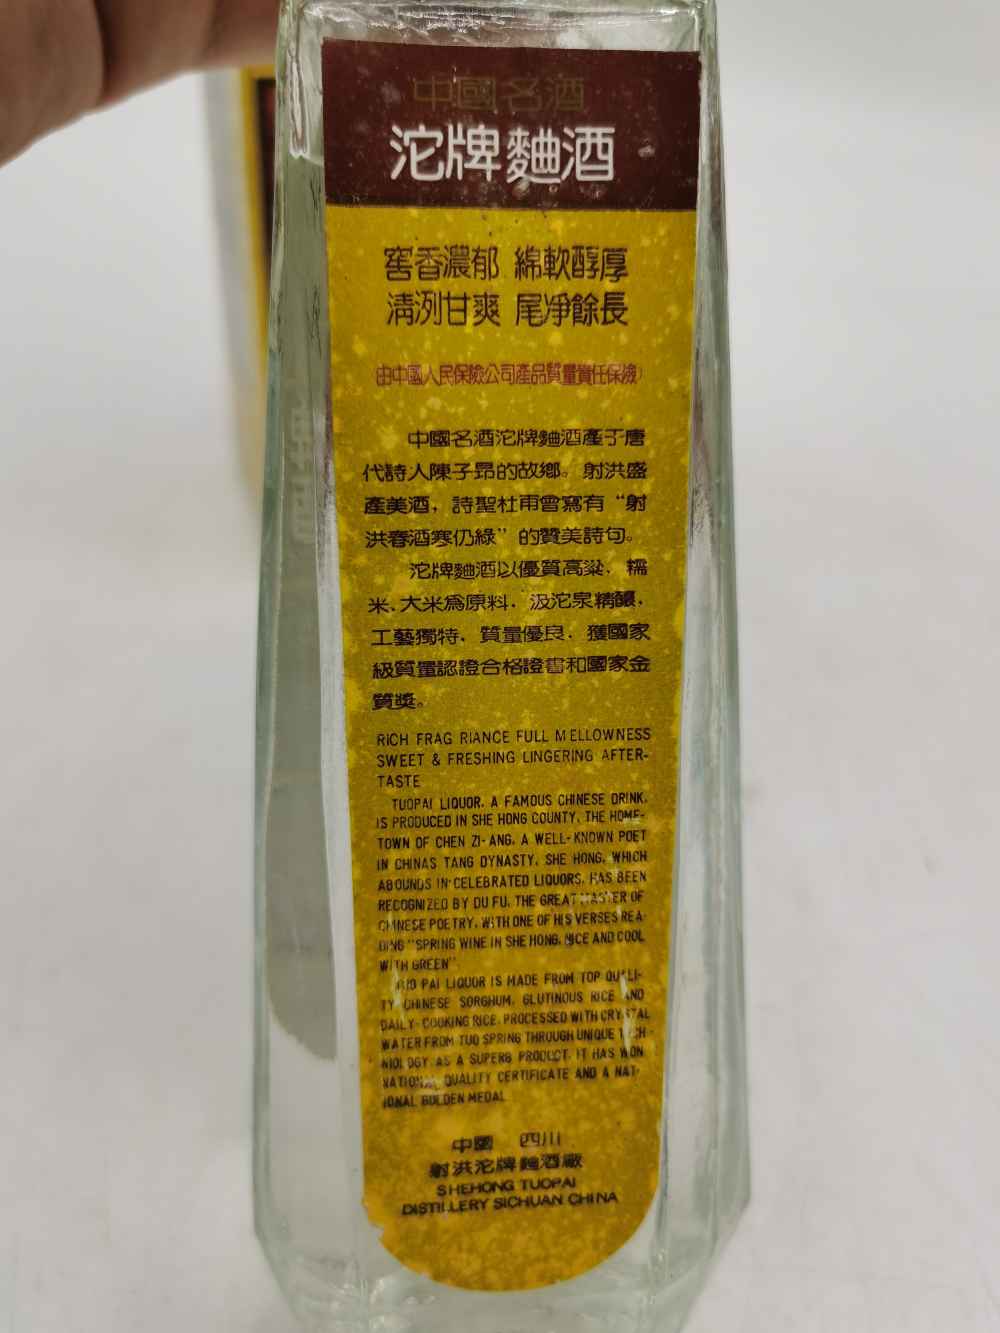 中國名酒
沱牌麯酒
窖香濃郁 綿軟醇厚
清洌甘爽 尾凈餘長
由中國人民保險公司產品質量責任保險
中國名酒沱牌麯酒產于唐
代詩人陳子昂的故鄉。射洪盛
產美酒，詩聖杜甫曾寫有“射
洪春酒寒仍綠”的贊美詩句。
沱牌麯酒以優質高粱、糯
米、大米爲原料，汲沱泉精釀，
工藝獨特，質量優良，獲國家
級質量認證合格證書和國家金
質獎。
RICH FRAG RIANCE FULL MELLOWNESS
SWEET & FRESHING LINGERING AFTER-
TASTE
TUOPAI LIQUOR, A FAMOUS CHINESE DRINK,
IS PRODUCED IN SHE HONG COUNTY, THE HOME-
TOWN OF CHEN ZI-ANG, A WELL-KNOWN POET
IN CHINAS TANG DYNASTY, SHE HONG, WHICH
ABOUNDS IN CELEBRATED LIQUORS, HAS BEEN
RECOGNIZED BY DU FU, THE GREAT MASTER OF
CHINESE POETRY, WITH ONE OF HIS VERSES REA-
DING "SPRING WINE IN SHE HONG, NICE AND COOL
WITH GREEN"
PAI LIQUOR IS MADE FROM TOP QUALI-
TY CHINESE SORGHUM, GLUTINOUS RICE AND
DAILY-COOKING RICE, PROCESSED WITH CRYSTAL
WATER FROM TUO SPRING THROUGH UNIQUE TECH-
NOLOGY AS A SUPERB PRODUCT, IT HAS WON
NATIONAL QUALITY CERTIFICATE AND A NAT-
IONAL GOLDEN MEDAL
中國 四川
射洪沱牌麯酒廠
SHEHONG TUOPAI
DISTILLERY SICHUAN CHINA